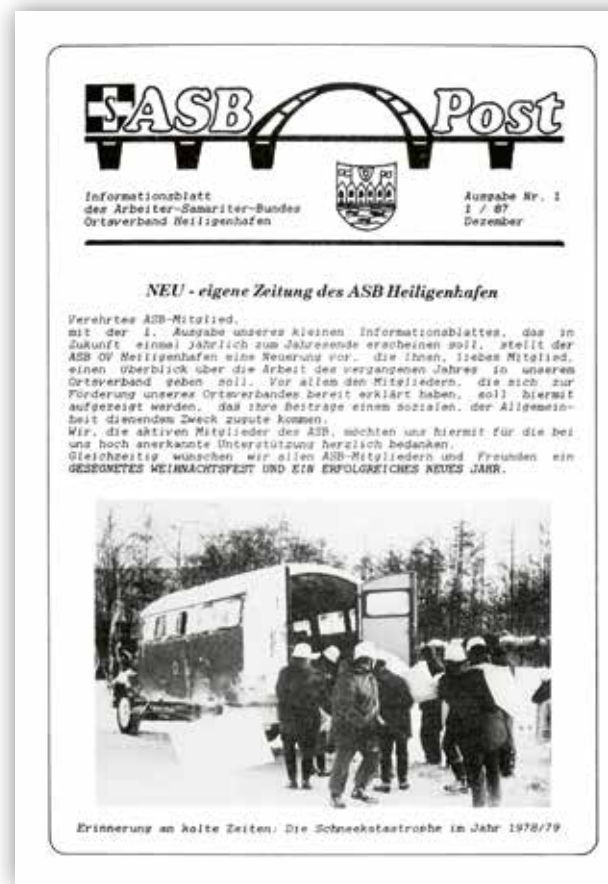 ASB Post
Informationsblatt
des Arbeiter-Samariter-Bundes
Ortsverband Heiligenhafen
Ausgabe Nr. 1
1 / 87
Dezember
NEU - eigene Zeitung des ASB Heiligenhafen
Verehrtes ASB-Mitglied,
mit der 1. Ausgabe unseres kleinen Informationsblattes, das in
Zukunft einmal jährlich zum Jahresende erscheinen soll, stellt der
ASB OV Heiligenhafen eine Neuerung vor, die Ihnen, liebes Mitglied,
einen Überblick über die Arbeit des vergangenen Jahres in unserem
Ortsverband geben soll. Vor allem den Mitgliedern, die sich zur
Förderung unseres Ortsverbandes bereit erklärt haben, soll hiermit
aufgezeigt werden, daß ihre Beiträge einem sozialen, der Allgemein-
heit dienendem Zweck zugute kommen.
Wir, die aktiven Mitglieder des ASB, möchten uns hiermit für die bei
uns hoch anerkannte Unterstützung herzlich bedanken.
Gleichzeitig wünschen wir allen ASB-Mitgliedern und Freunden ein
GESEGNETES WEIHNACHTSFEST UND EIN ERFOLGREICHES NEUES JAHR.
Erinnerung an kalte Zeiten: Die Schneekatastrophe im Jahr 1978/79